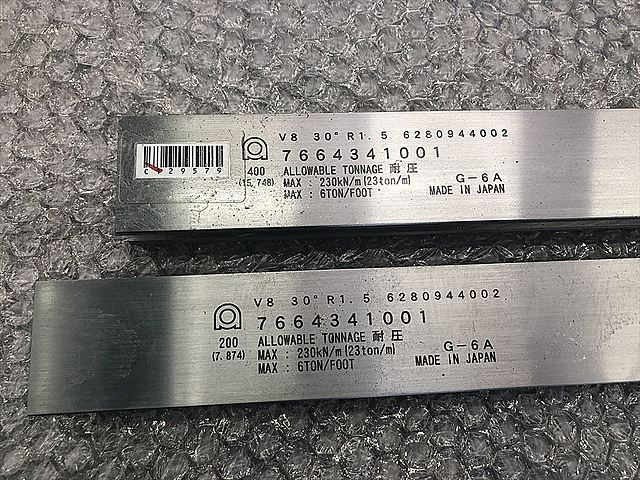 V8 30° R1.5 6280944002
7664341001
C 29579
400
(15,748)
ALLOWABLE TONNAGE 耐圧
MAX : 230kN/m(23ton/m)
MAX : 6TON/FOOT
G-6A
MADE IN JAPAN
V8 30° R1.5 6280944002
7664341001
200
(7.874)
ALLOWABLE TONNAGE 耐圧
MAX : 230kN/m(23ton/m)
MAX : 6TON/FOOT
G-6A
MADE IN JAPAN